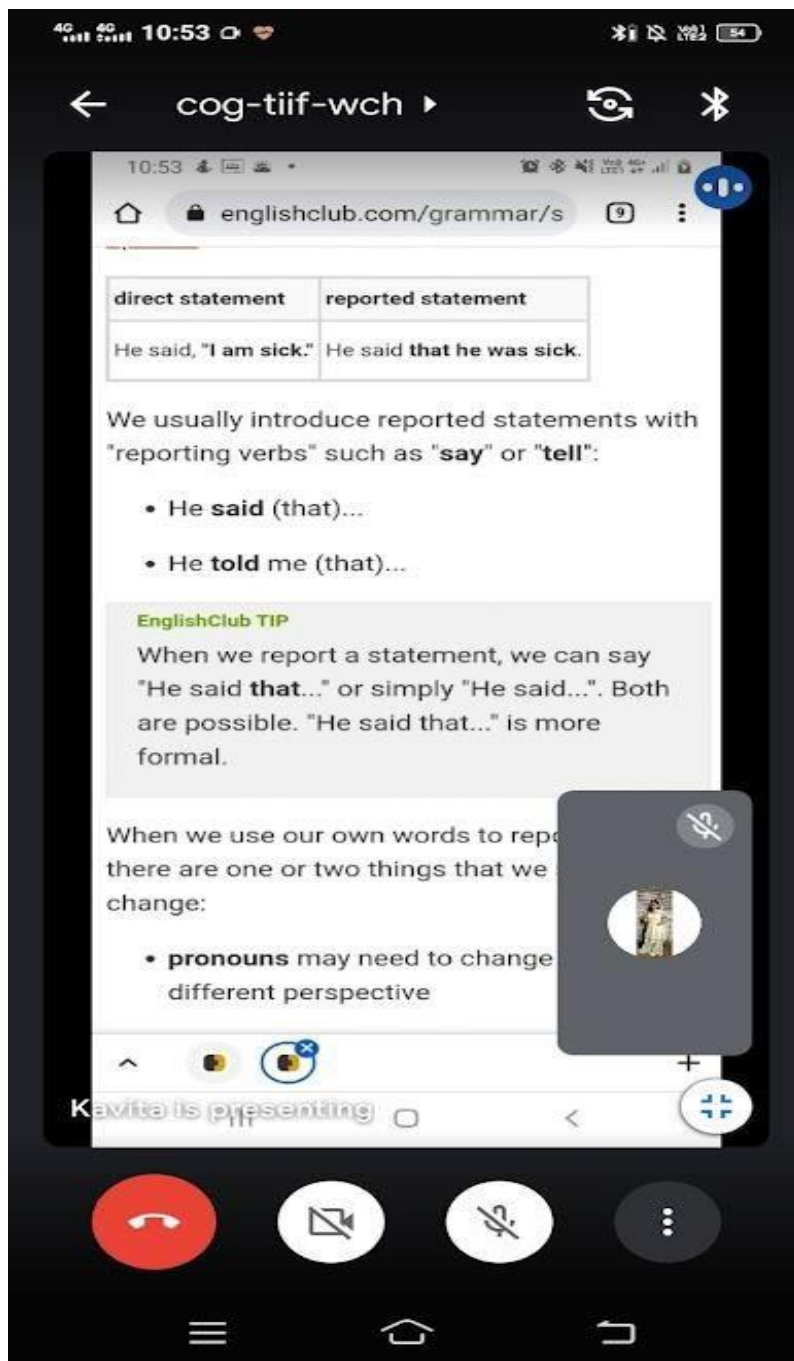 4G 4G 10:53
VoD LTE2 54
cog-tiif-wch
10:53
englishclub.com/grammar/s 9
direct statement reported statement
He said, "I am sick." He said that he was sick.
We usually introduce reported statements with
"reporting verbs" such as "say" or "tell":
• He said (that)...
• He told me (that)...
EnglishClub TIP
When we report a statement, we can say
"He said that..." or simply "He said...". Both
are possible. "He said that..." is more
formal.
When we use our own words to repo
there are one or two things that we
change:
• pronouns may need to change
different perspective
Kavita is presenting